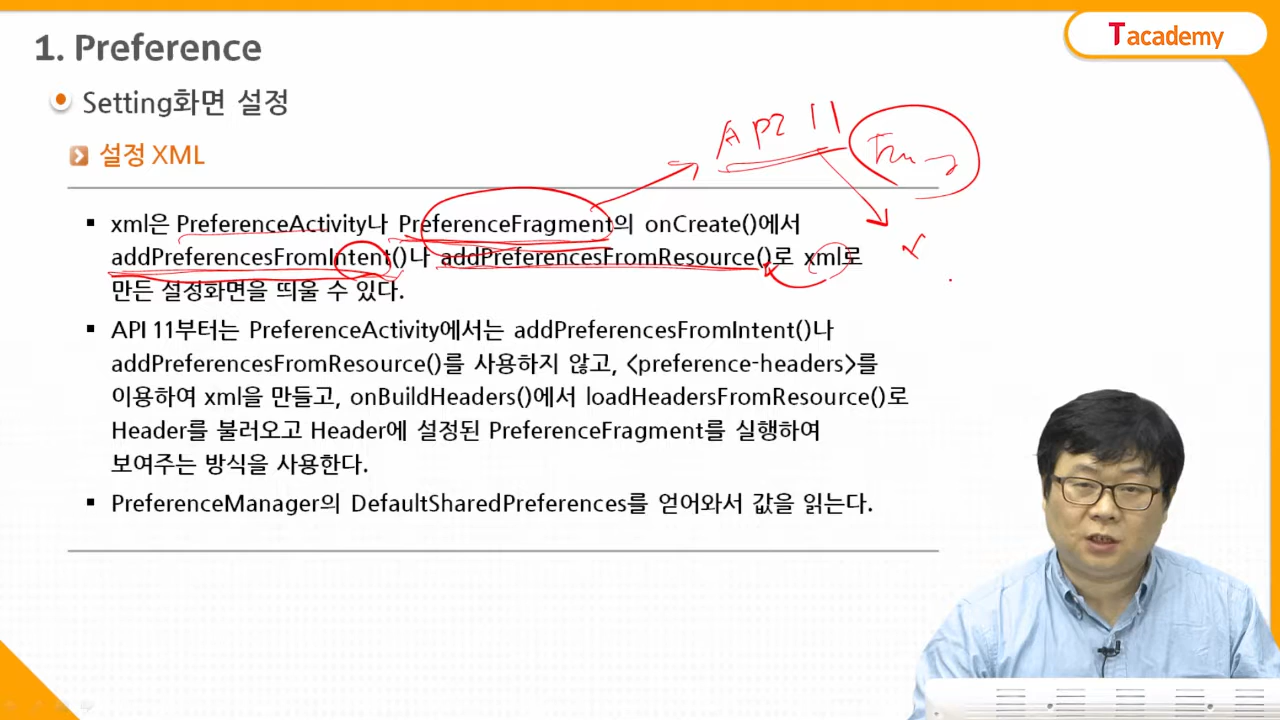 1. Preference
T academy
Setting화면 설정
설정 XML
API 11
xml은 PreferenceActivity나 PreferenceFragment의 onCreate()에서
addPreferencesFromIntent()나 addPreferencesFromResource()로 xml로
만든 설정화면을 띄울 수 있다.
API 11부터는 PreferenceActivity에서는 addPreferencesFromIntent()나
addPreferencesFromResource()를 사용하지 않고, <preference-headers>를
이용하여 xml을 만들고, onBuildHeaders()에서 loadHeadersFromResource()로
Header를 불러오고 Header에 설정된 PreferenceFragment를 실행하여
보여주는 방식을 사용한다.
PreferenceManager의 DefaultSharedPreferences를 얻어와서 값을 읽는다.